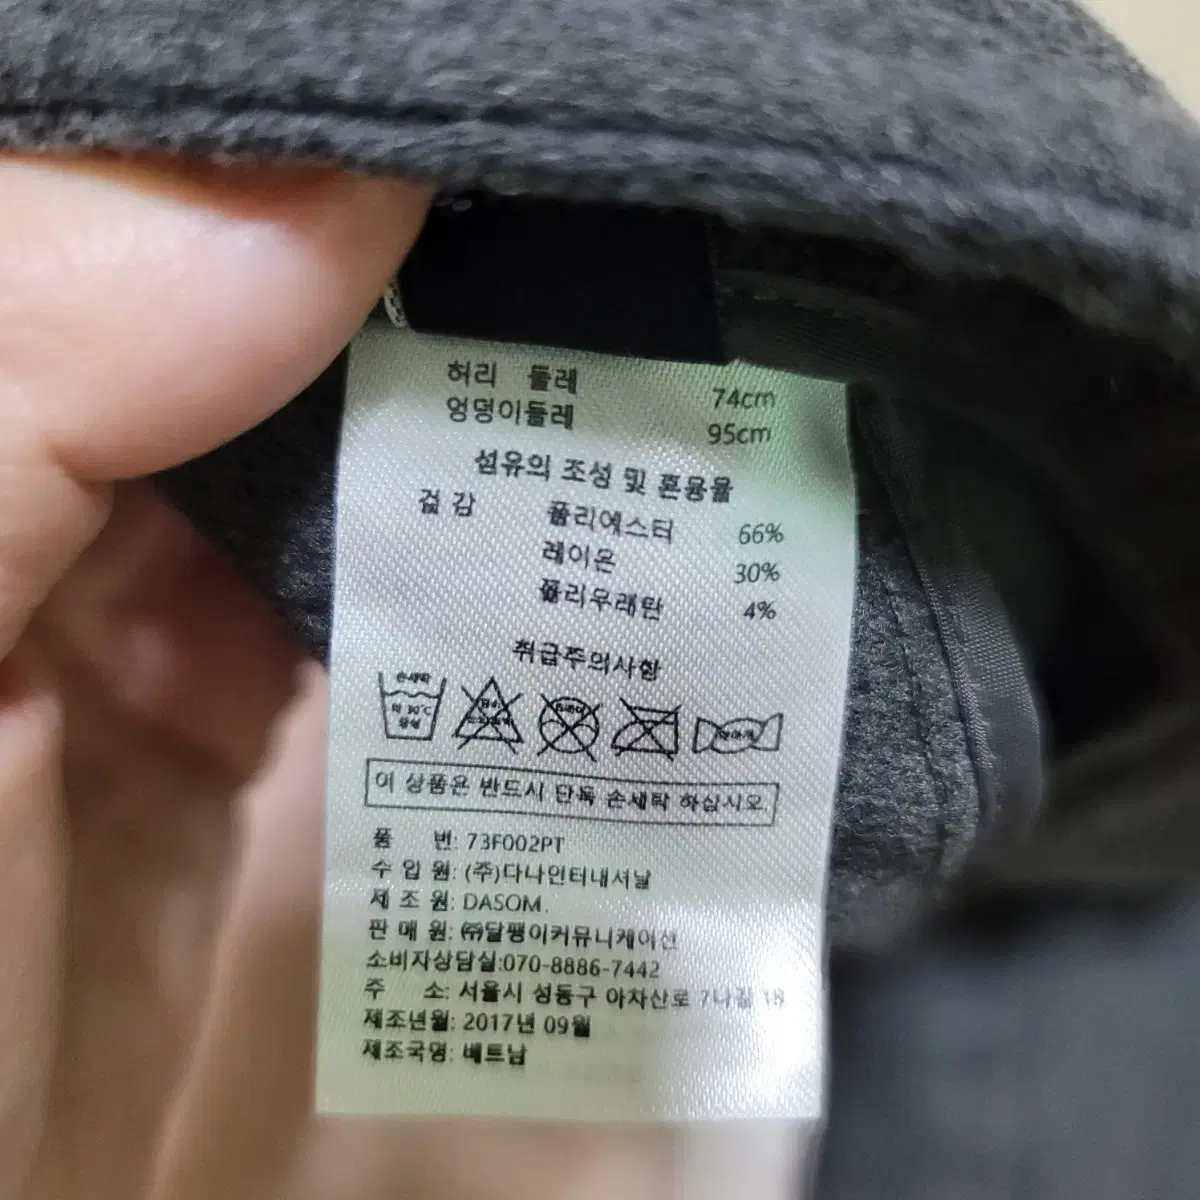 허리 둘레 74cm
엉덩이둘레 95cm
섬유의 조성 및 혼용율
겉감 폴리에스터 66%
레이온 30%
폴리우레탄 4%
취급주의사항
손세탁
이 상품은 반드시 단독 손세탁 하십시오.
품 번: 73F002PT
수 입 원: (주)다나인터내셔날
제 조 원: DASOM.
판 매 원: ㈜달팽이커뮤니케이션
소비자상담실:070-8886-7442
주 소: 서울시 성동구 아차산로 7나길 18
제조년월: 2017년 09월
제조국명: 베트남